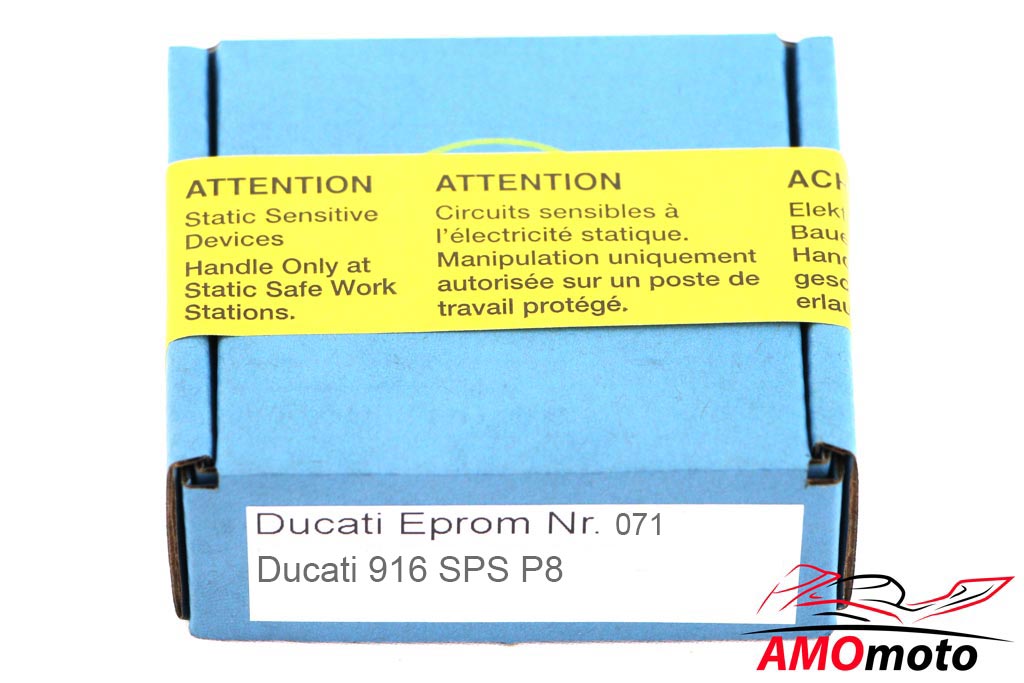 ATTENTION
Static Sensitive
Devices
Handle Only at
Static Safe Work
Stations.
ATTENTION
Circuits sensibles à
l'électricité statique.
Manipulation uniquement
autorisée sur un poste de
travail protégé.
Ducati Eprom Nr. 071
Ducati 916 SPS P8
AMOmoto